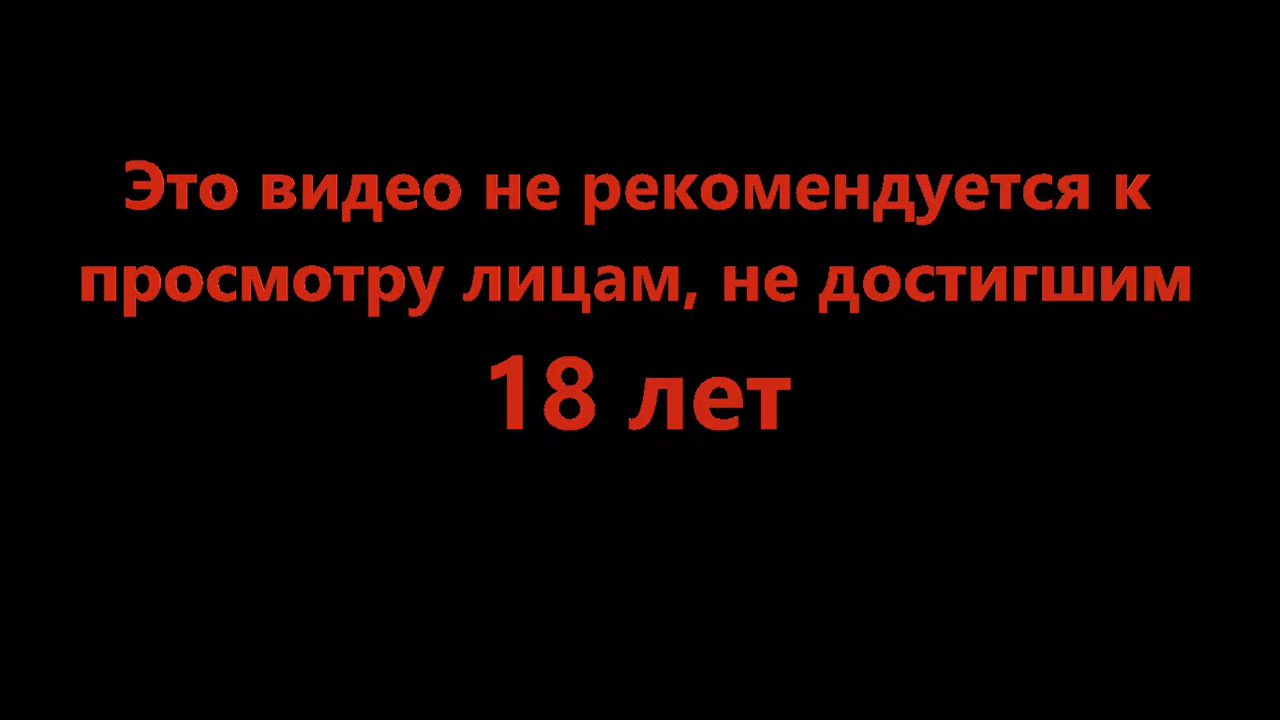 Это видео не рекомендуется к
просмотру лицам, не достигшим
18 лет